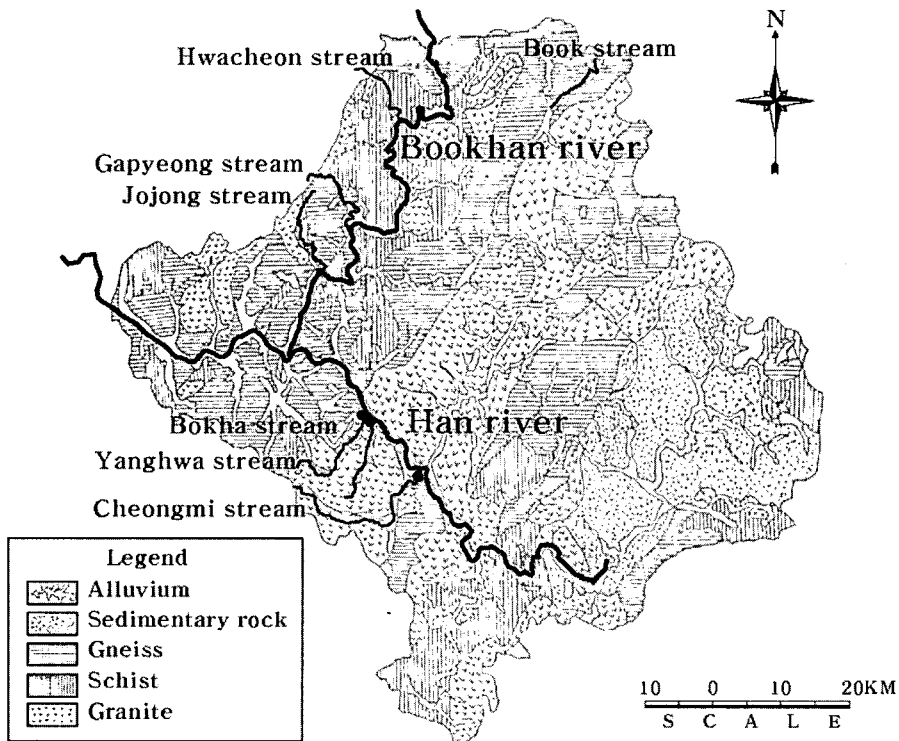 N
Hwacheon stream
Book stream
Bookhan river
Gapyeong stream
Jojong stream
Han river
Bokha stream
Yanghwa stream
Cheongmi stream
Legend
Alluvium
Sedimentary rock
Gneiss
Schist
Granite
10 0 10 20KM
S C A L E